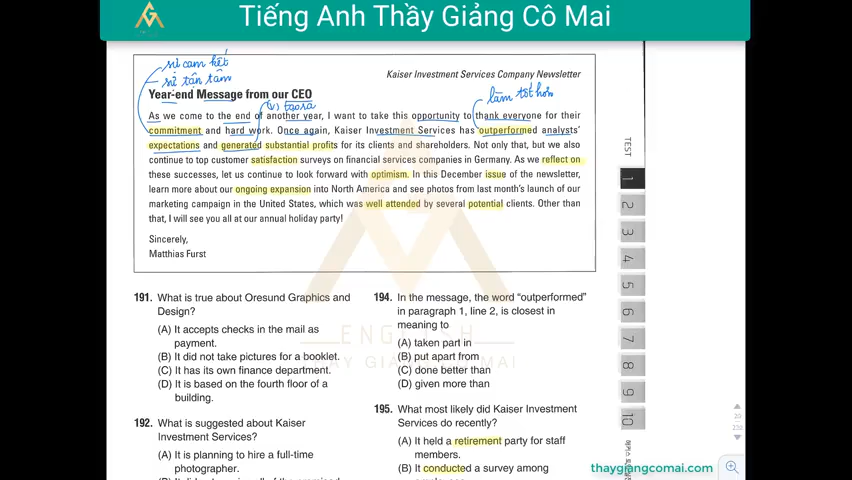 Tiếng Anh Thầy Giảng Cô Mai
sự cam kết
sự tận tâm
Kaiser Investment Services Company Newsletter
Year-end Message from our CEO
(v) tạo ra
làm tốt hơn
As we come to the end of another year, I want to take this opportunity to thank everyone for their
commitment and hard work. Once again, Kaiser Investment Services has outperformed analysts'
expectations and generated substantial profits for its clients and shareholders. Not only that, but we also
continue to top customer satisfaction surveys on financial services companies in Germany. As we reflect on
these successes, let us continue to look forward with optimism. In this December issue of the newsletter,
learn more about our ongoing expansion into North America and see photos from last month's launch of our
marketing campaign in the United States, which was well attended by several potential clients. Other than
that, I will see you all at our annual holiday party!
Sincerely,
Matthias Furst
191. What is true about Oresund Graphics and
Design?
(A) It accepts checks in the mail as
payment.
(B) It did not take pictures for a booklet.
(C) It has its own finance department.
(D) It is based on the fourth floor of a
building.
192. What is suggested about Kaiser
Investment Services?
(A) It is planning to hire a full-time
photographer.
194. In the message, the word "outperformed"
in paragraph 1, line 2, is closest in
meaning to
(A) taken part in
(B) put apart from
(C) done better than
(D) given more than
195. What most likely did Kaiser Investment
Services do recently?
(A) It held a retirement party for staff
members.
(B) It conducted a survey among
TEST
1
2
3
4
5
6
7
8
9
10
ENGLISH
THAY GIANG CO MAI
thaygiangcomai.com